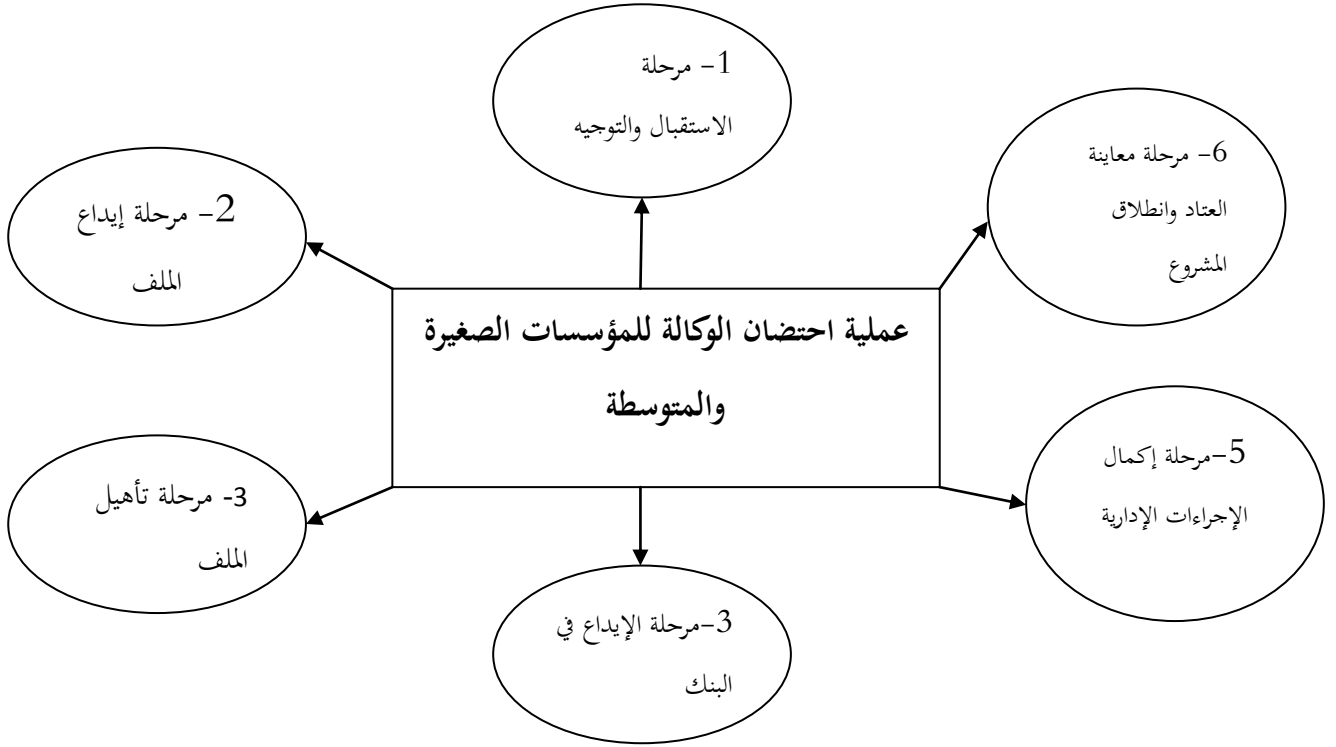 1- مرحلة
الاستقبال والتوجيه
2- مرحلة إيداع
الملف
3- مرحلة تأهيل
الملف
3-مرحلة الإيداع في
البنك
5-مرحلة إكمال
الإجراءات الإدارية
6- مرحلة معاينة
العتاد وانطلاق
المشروع
عملية احتضان الوكالة للمؤسسات الصغيرة
والمتوسطة